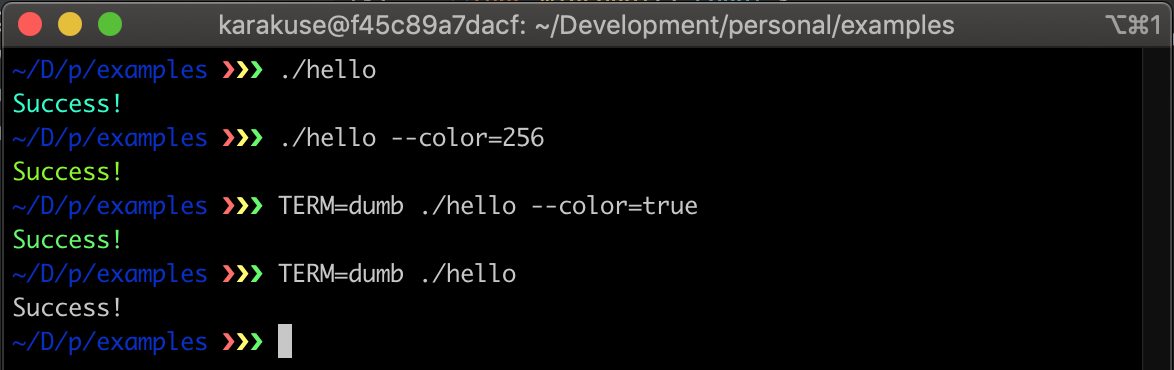 karakuse@f45c89a7dacf: ~/Development/personal/examples ⌥⌘1
~/D/p/examples ❯❯❯ ./hello
Success!
~/D/p/examples ❯❯❯ ./hello --color=256
Success!
~/D/p/examples ❯❯❯ TERM=dumb ./hello --color=true
Success!
~/D/p/examples ❯❯❯ TERM=dumb ./hello
Success!
~/D/p/examples ❯❯❯